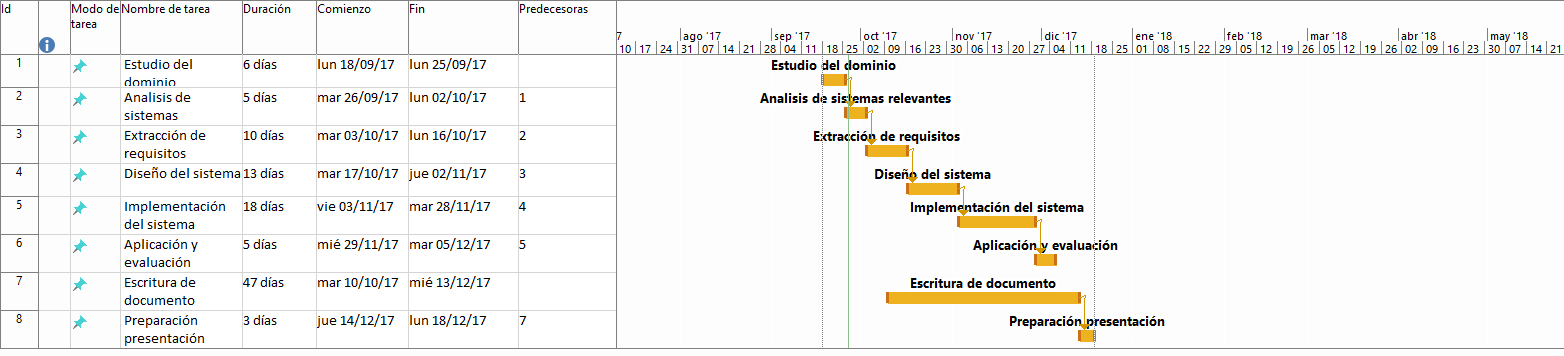 Id Modo de tarea Nombre de tarea Duración Comienzo Fin Predecesoras
7 ago '17 sep '17 oct '17 nov '17 dic '17 ene '18 feb '18 mar '18 abr '18 may '18
10 17 24 31 07 14 21 28 04 11 18 25 02 09 16 23 30 06 13 20 27 04 11 18 25 01 08 15 22 29 05 12 19 26 05 12 19 26 02 09 16 23 30 07 14 21
1 Estudio del dominio 6 días lun 18/09/17 lun 25/09/17
Estudio del dominio
2 Analisis de sistemas 5 días mar 26/09/17 lun 02/10/17 1
Analisis de sistemas relevantes
3 Extracción de requisitos 10 días mar 03/10/17 lun 16/10/17 2
Extracción de requisitos
4 Diseño del sistema 13 días mar 17/10/17 jue 02/11/17 3
Diseño del sistema
5 Implementación del sistema 18 días vie 03/11/17 mar 28/11/17 4
Implementación del sistema
6 Aplicación y evaluación 5 días mié 29/11/17 mar 05/12/17 5
Aplicación y evaluación
7 Escritura de documento 47 días mar 10/10/17 mié 13/12/17
Escritura de documento
8 Preparación presentación 3 días jue 14/12/17 lun 18/12/17 7
Preparación presentación